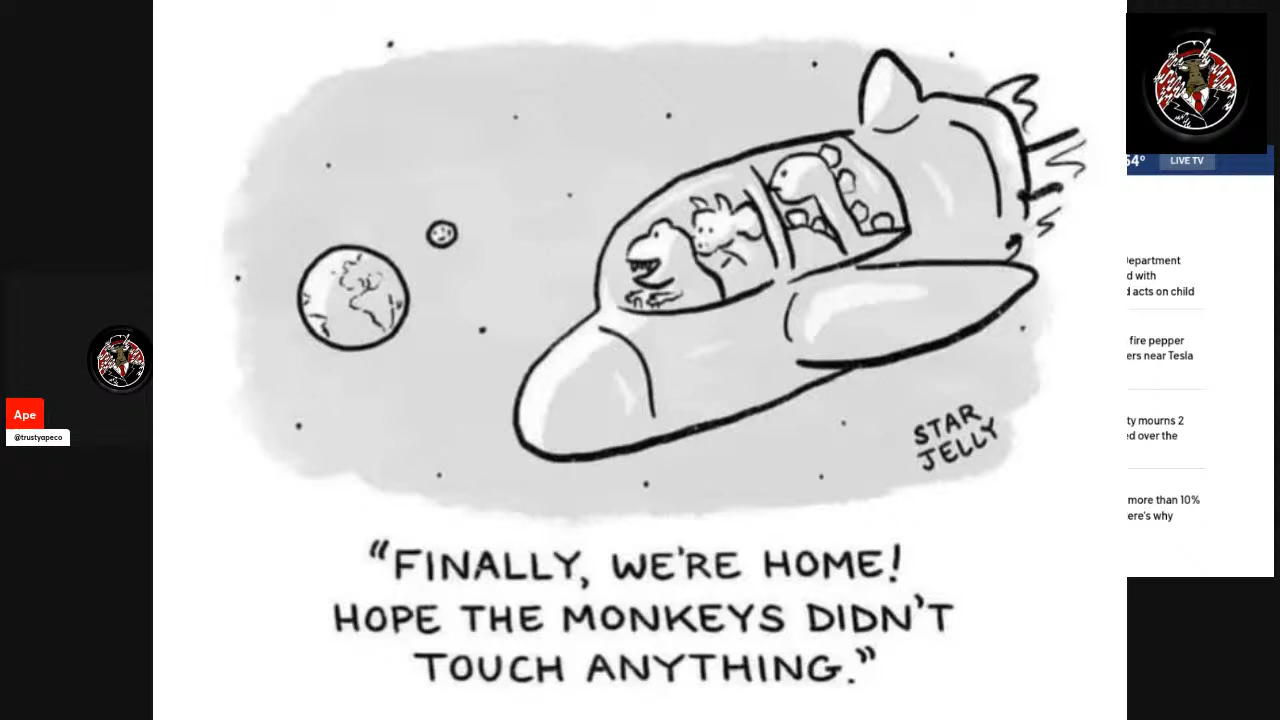 54°
LIVE TV
Department
d with
d acts on child
fire pepper
ers near Tesla
Ape
@trustyapeco
STAR
JELLY
ty mourns 2
ed over the
more than 10%
ere's why
"FINALLY, WE'RE HOME!
HOPE THE MONKEYS DIDN'T
TOUCH ANYTHING."